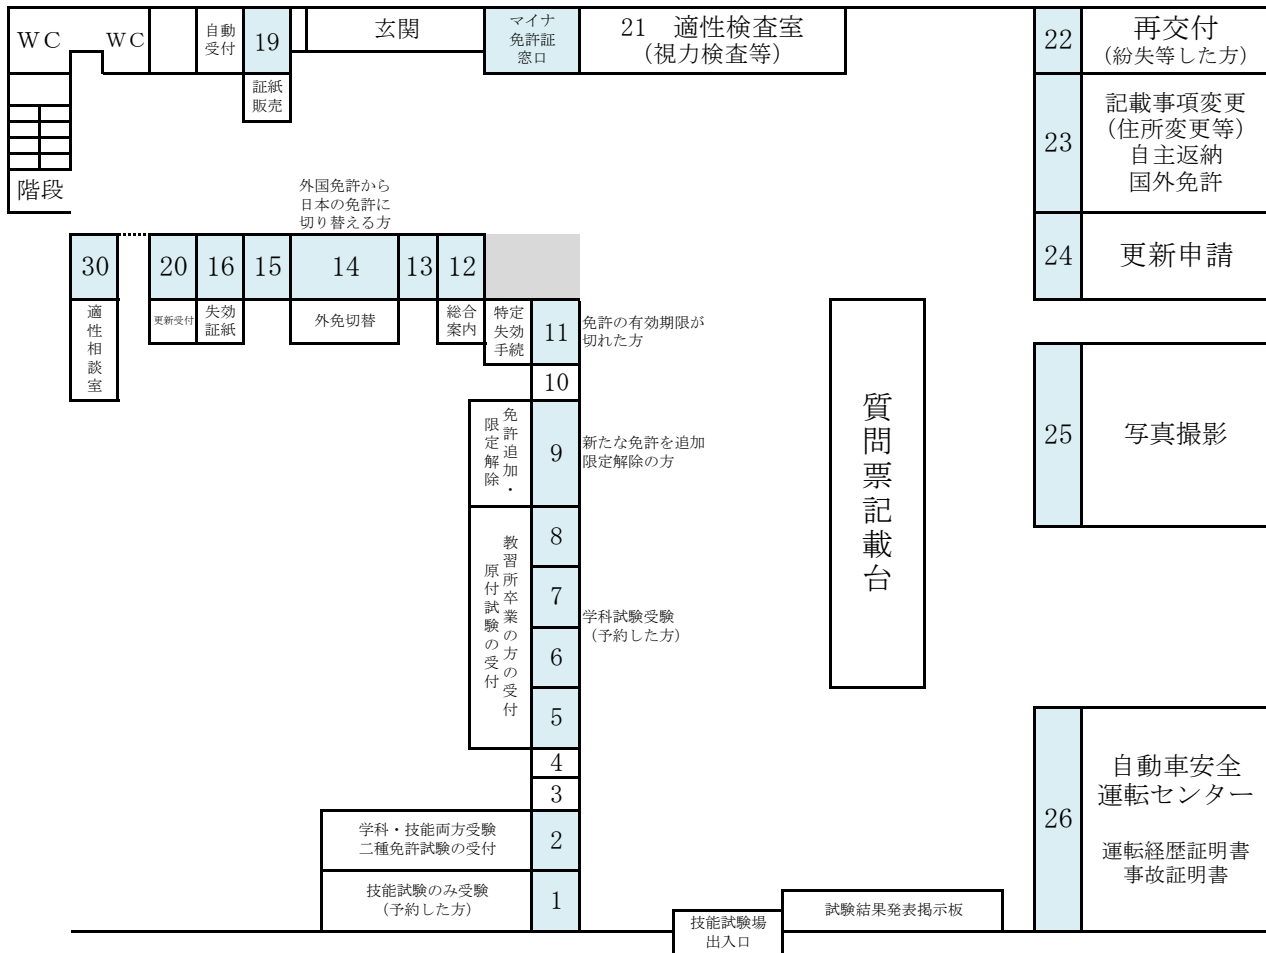 WC
WC
自動
受付
19
玄関
マイナ
免許証
窓口
21 適性検査室
(視力検査等)
22
再交付
(紛失等した方)
証紙
販売
23
記載事項変更
(住所変更等)
自主返納
国外免許
階段
外国免許から
日本の免許に
切り替える方
24
更新申請
30
20
16
15
14
13
12
適性相談室
更新受付
失効
証紙
外免切替
総合
案内
特定
失効
手続
11
免許の有効期限が
切れた方
10
免許追加・
限定解除
9
新たな免許を追加
限定解除の方
質問票記載台
25
写真撮影
教習所卒業の方の受付
原付試験の受付
8
7
6
5
学科試験受験
(予約した方)
4
3
学科・技能両方受験
二種免許試験の受付
2
技能試験のみ受験
(予約した方)
1
26
自動車安全
運転センター
運転経歴証明書
事故証明書
試験結果発表掲示板
技能試験場
出入口